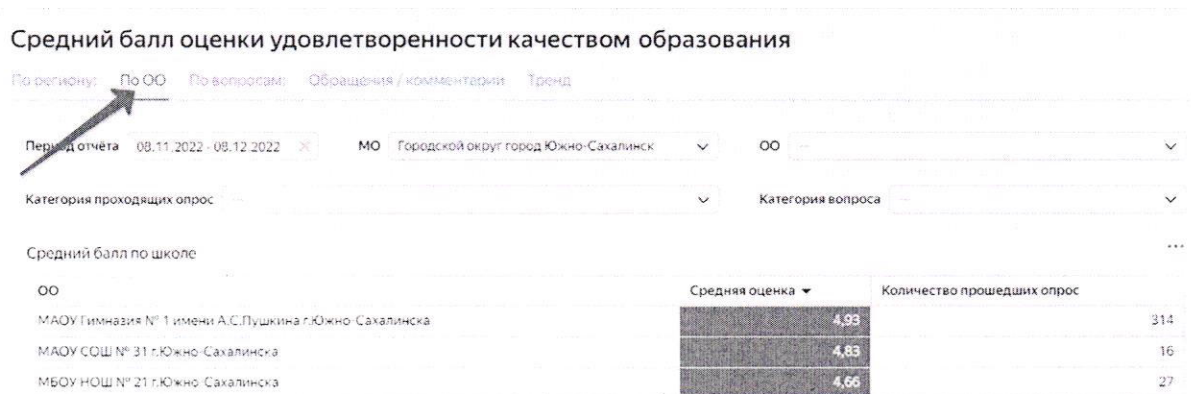 Средний балл оценки удовлетворенности качеством образования
По региону: По ОО По вопросам: Обращения / комментарии Тренд
Период отчёта 08.11.2022 - 08.12.2022 × МО Городской округ город Южно-Сахалинск ОО
Категория проходящих опрос Категория вопроса
Средний балл по школе ...
ОО Средняя оценка Количество прошедших опрос
МАОУ Гимназия № 1 имени А.С.Пушкина г.Южно-Сахалинска 4,93 314
МАОУ СОШ № 31 г.Южно-Сахалинска 4,83 16
МБОУ НОШ № 21 г.Южно-Сахалинска 4,66 27